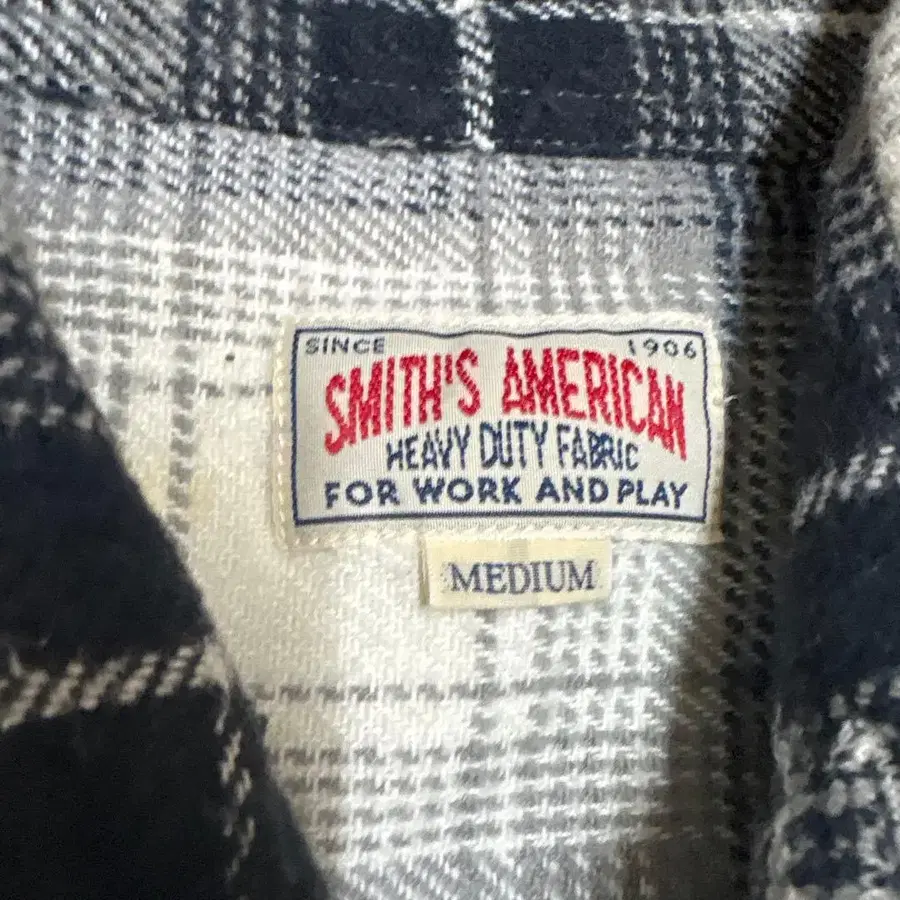 SINCE 1906
SMITH'S AMERICAN
HEAVY DUTY FABRIC
FOR WORK AND PLAY
MEDIUM